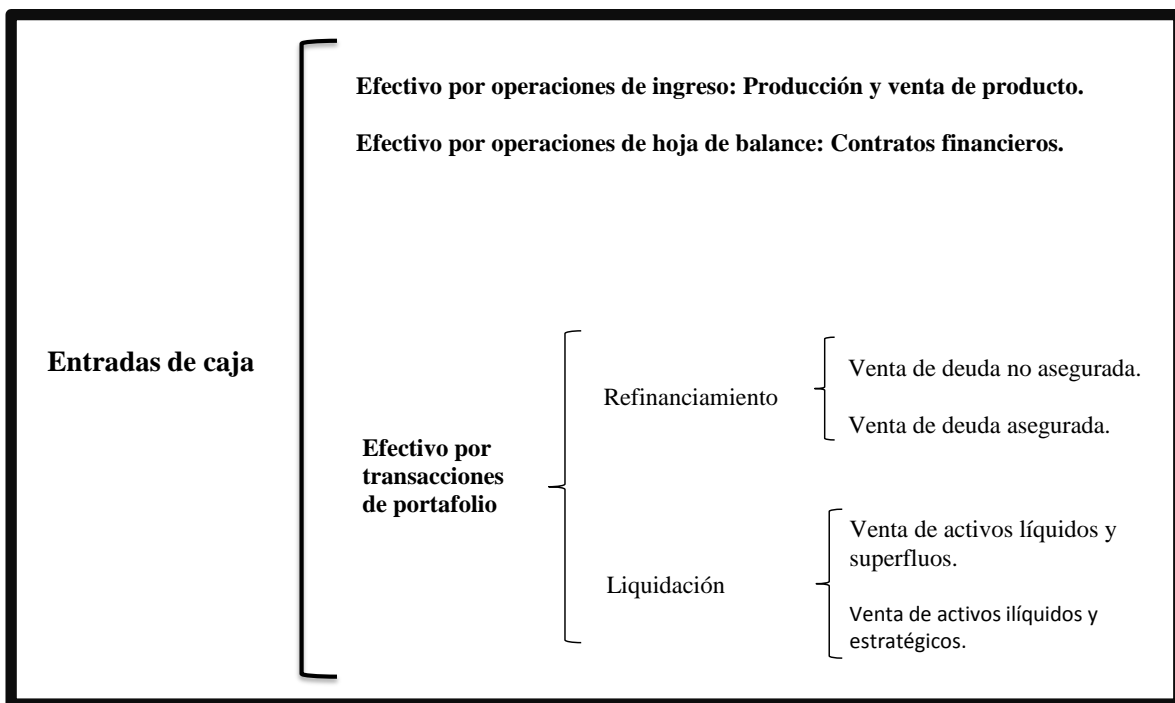 Efectivo por operaciones de ingreso: Producción y venta de producto.
Efectivo por operaciones de hoja de balance: Contratos financieros.
Entradas de caja
Efectivo por
transacciones
de portafolio
Refinanciamiento
Venta de deuda no asegurada.
Venta de deuda asegurada.
Liquidación
Venta de activos líquidos y
superfluos.
Venta de activos ilíquidos y
estratégicos.